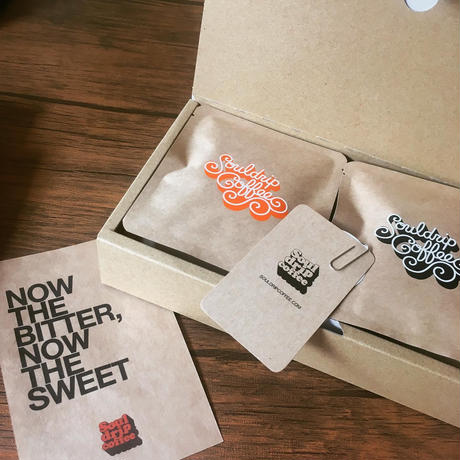 Souldrip
Coffee
Souldrip
Coffee
Soul
drip
coffee
SOULDRIPCOFFEE.COM
NOW
THE
BITTER,
NOW
THE
SWEET
Soul
drip
coffee